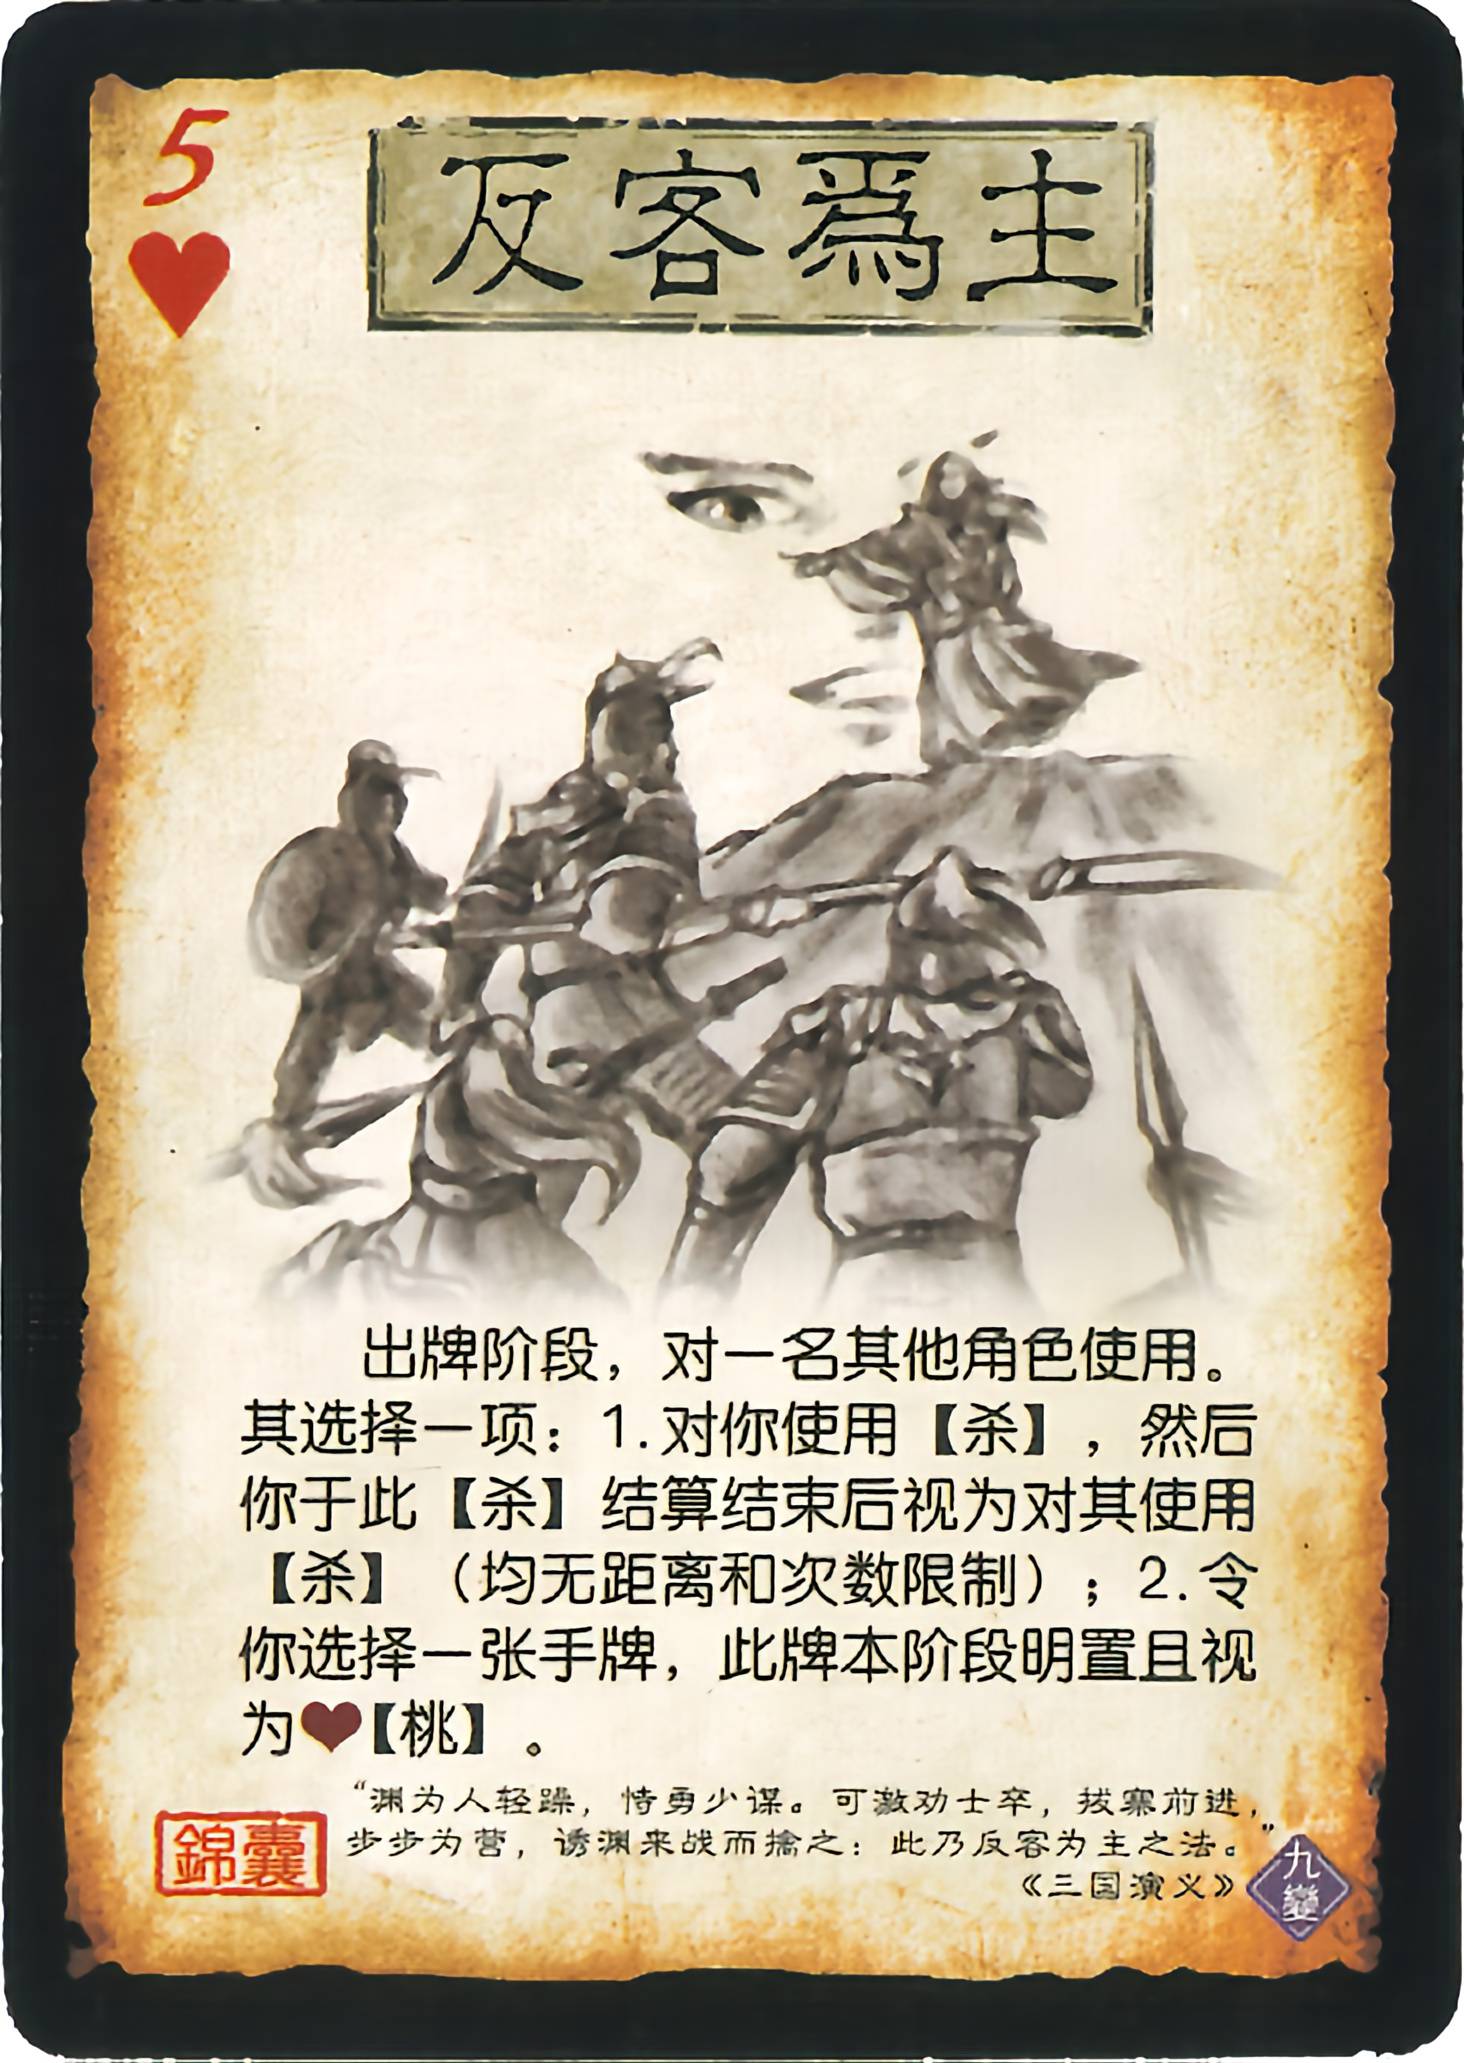 5
反客爲主
出牌阶段，对一名其他角色使用。
其选择一项：1.对你使用【杀】，然后
你于此【杀】结算结束后视为对其使用
【杀】（均无距离和次数限制）；2.令
你选择一张手牌，此牌本阶段明置且视
为♥【桃】。
“渊为人轻躁，恃勇少谋。可激劝士卒，拔寨前进，
步步为营，诱渊来战而擒之：此乃反客为主之法。”
《三国演义》
錦囊
九變